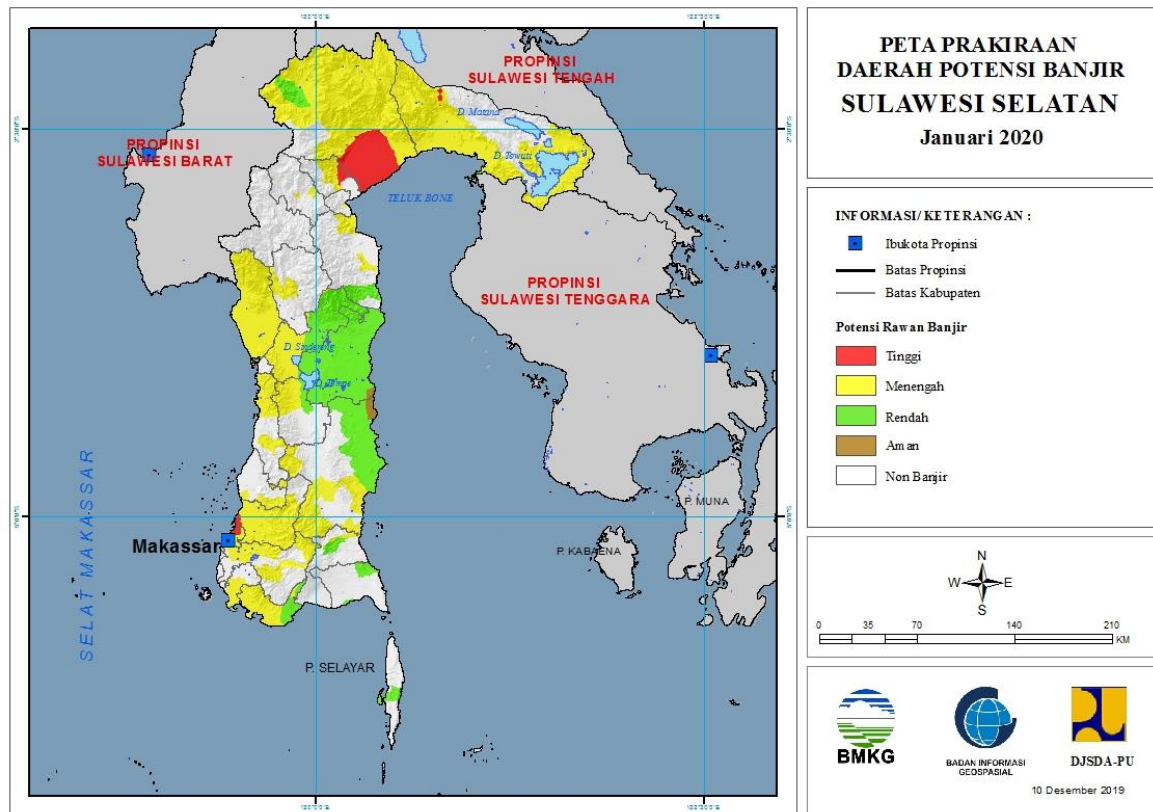 PETA PRAKIRAAN
DAERAH POTENSI BANJIR
SULAWESI SELATAN
Januari 2020
INFORMASI/ KETERANGAN :
Ibukota Propinsi
Batas Propinsi
Batas Kabupaten
Potensi Rawan Banjir
Tinggi
Menengah
Rendah
Aman
Non Banjir
N
W
E
S
0
35
70
140
210
KM
BMKG
BADAN INFORMASI
GEOSPASIAL
DJSDA-PU
10 Desember 2019
PROPINSI
SULAWESI TENGAH
PROPINSI
SULAWESI BARAT
D. Matana
D. Towuti
TELUK BONE
PROPINSI
SULAWESI TENGGARA
D. Sidenreng
D. Tempe
SELAT MAKASSAR
Makassar
P. MUNA
P. KABAENA
P. SELAYAR